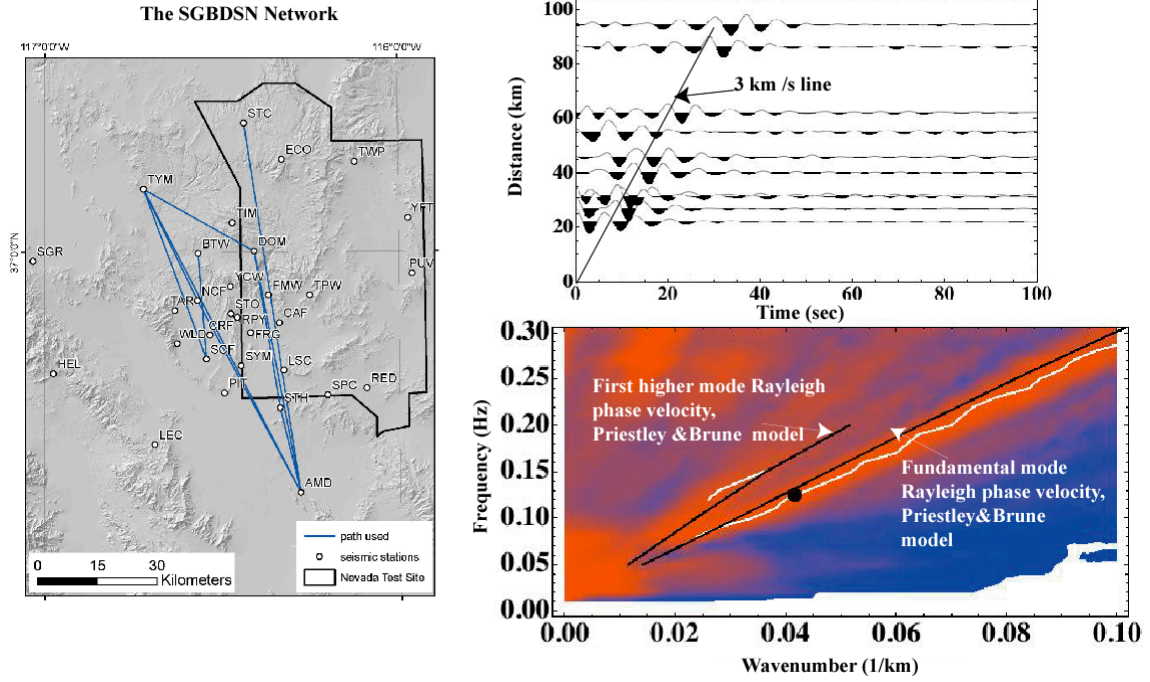 The SGBDSN Network
117°0'0"W
116°0'0"W
37°0'0"N
STC
ECO
TWP
TYM
TIM
YFT
BTW
DOM
SGR
PUV
YCW
NCF
FMW
TPW
TAR
STO
CRF
RPY
CAF
WLD
FRG
SCF
SYM
LSC
HEL
PIT
SPC
RED
STH
LEC
AMD
path used
seismic stations
Nevada Test Site
0 15 30
Kilometers
100
80
60
40
20
0
Distance (km)
3 km /s line
0 20 40 60 80 100
Time (sec)
0.30
0.25
0.20
0.15
0.10
0.05
0.00
Frequency (Hz)
First higher mode Rayleigh
phase velocity,
Priestley &Brune model
Fundamental mode
Rayleigh phase velocity,
Priestley&Brune
model
0.00 0.02 0.04 0.06 0.08 0.10
Wavenumber (1/km)